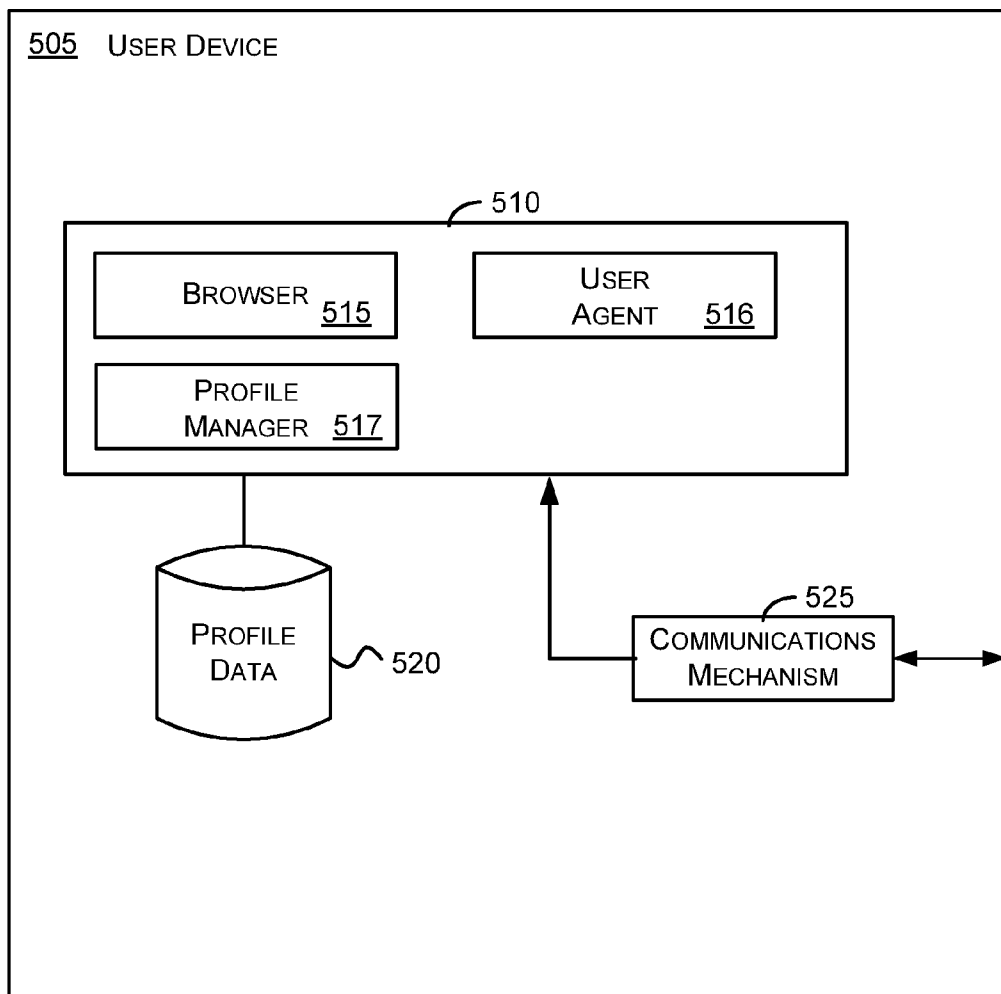 505 USER DEVICE
510
BROWSER 515
USER
AGENT 516
PROFILE
MANAGER 517
PROFILE
DATA
520
525
COMMUNICATIONS
MECHANISM